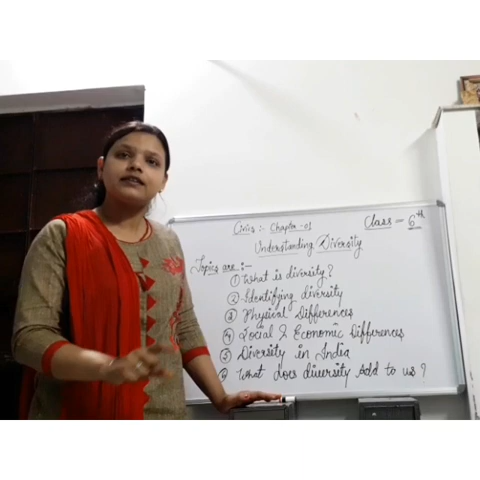 Civics :- Chapter - 01
Class - 6th
Understanding Diversity
Topics are :-
① What is diversity?
② Identifying diversity
③ Physical Differences
④ Social & Economic Differences
⑤ Diversity in India
⑥ What does diversity Add to us ?